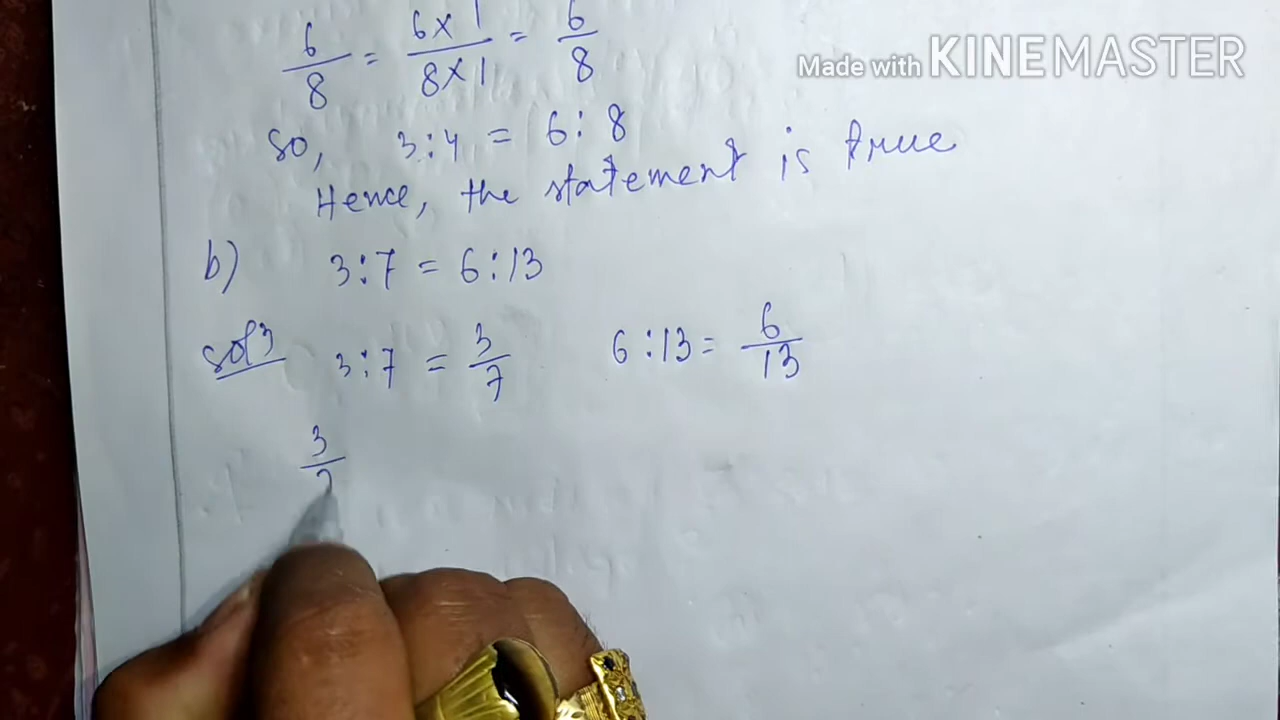 6/8 = 6×1/8×1 = 6/8
Made with KINEMASTER
So, 3:4 = 6:8
Hence, the statement is true
b) 3:7 = 6:13
3:7 = 3/7 6:13 = 6/13
3